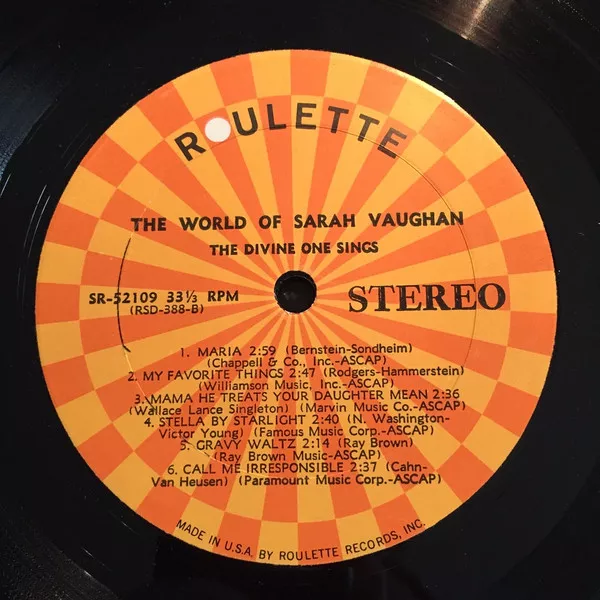 ROULETTE
THE WORLD OF SARAH VAUGHAN
THE DIVINE ONE SINGS
SR-52109 33⅓ RPM
(RSD-388-B)
STEREO
1. MARIA 2:59 (Bernstein-Sondheim)
(Chappell & Co., Inc.-ASCAP)
2. MY FAVORITE THINGS 2:47 (Rodgers-Hammerstein)
(Williamson Music, Inc.-ASCAP)
3. MAMA HE TREATS YOUR DAUGHTER MEAN 2:36
(Wallace Lance Singleton) (Marvin Music Co.-ASCAP)
4. STELLA BY STARLIGHT 2:40 (N. Washington-
Victor Young) (Famous Music Corp.-ASCAP)
5. GRAVY WALTZ 2:14 (Ray Brown)
(Ray Brown Music-ASCAP)
6. CALL ME IRRESPONSIBLE 2:37 (Cahn-
Van Heusen) (Paramount Music Corp.-ASCAP)
MADE IN U.S.A. BY ROULETTE RECORDS, INC.